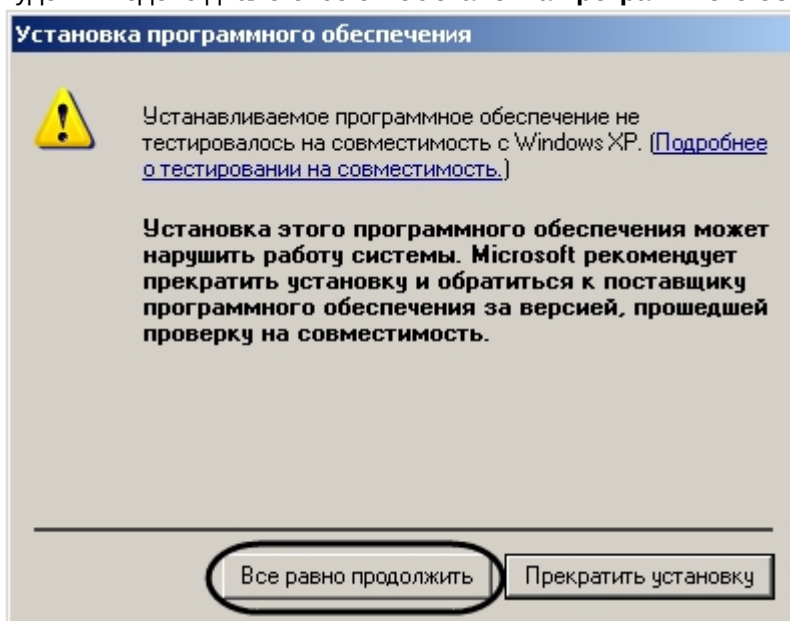 Установка программного обеспечения
Устанавливаемое программное обеспечение не
тестировалось на совместимость с Windows XP. (Подробнее
о тестировании на совместимость.)
Установка этого программного обеспечения может
нарушить работу системы. Microsoft рекомендует
прекратить установку и обратиться к поставщику
программного обеспечения за версией, прошедшей
проверку на совместимость.
Все равно продолжить
Прекратить установку